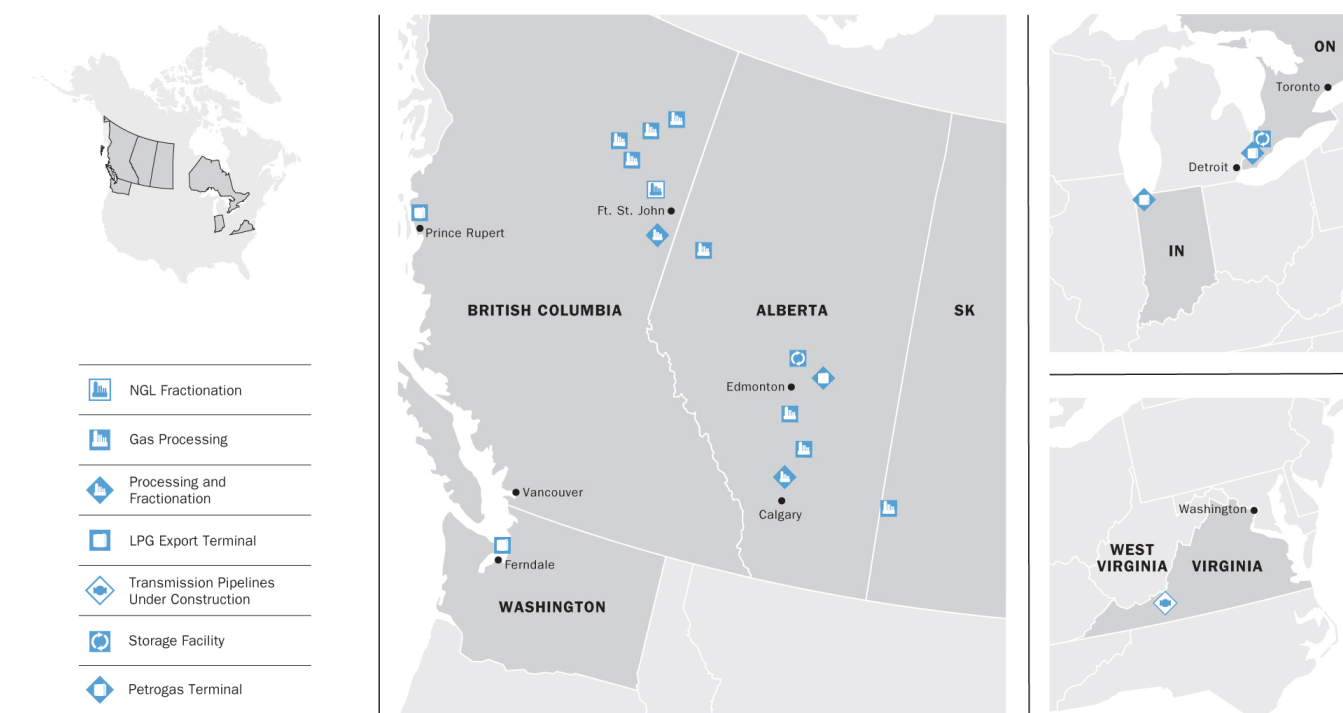 NGL Fractionation
Gas Processing
Processing and
Fractionation
LPG Export Terminal
Transmission Pipelines
Under Construction
Storage Facility
Petrogas Terminal
Ft. St. John
Prince Rupert
BRITISH COLUMBIA
ALBERTA
SK
Edmonton
Vancouver
Calgary
Ferndale
WASHINGTON
ON
Toronto
Detroit
IN
Washington
WEST
VIRGINIA
VIRGINIA